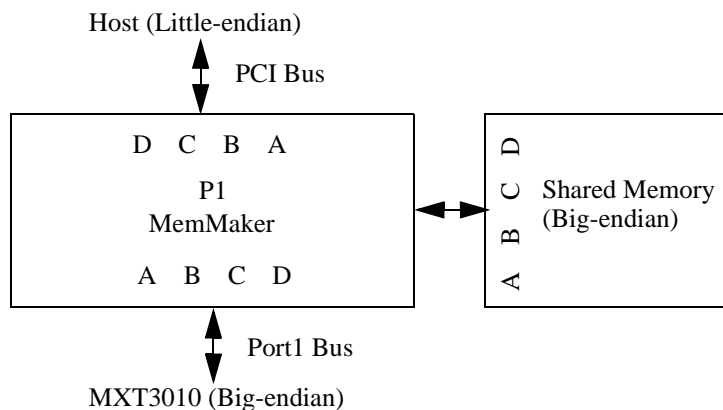 Host (Little-endian)
PCI Bus
D C B A
P1
MemMaker
A B C D
Shared Memory
(Big-endian)
A B C D
Port1 Bus
MXT3010 (Big-endian)